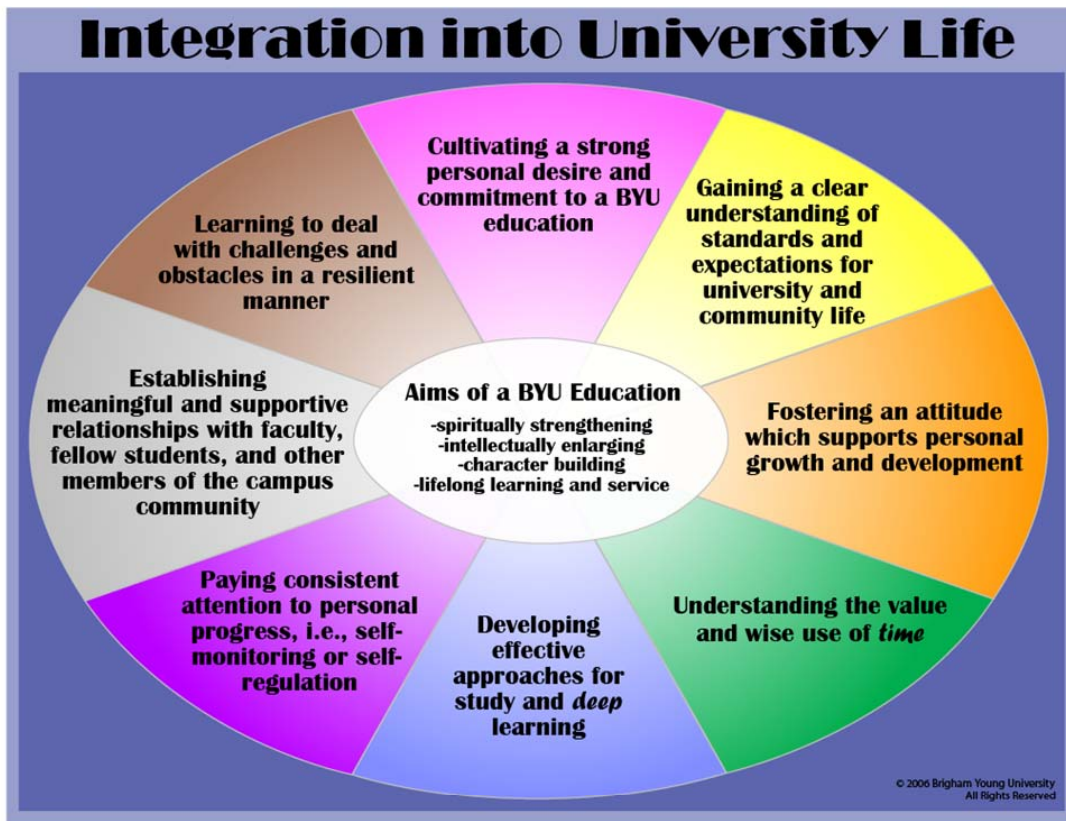 Integration into University Life
Cultivating a strong
personal desire and
commitment to a BYU
education
Gaining a clear
understanding of
standards and
expectations for
university and
community life
Fostering an attitude
which supports personal
growth and development
Understanding the value
and wise use of time
Developing
effective
approaches for
study and deep
learning
Paying consistent
attention to personal
progress, i.e., self-
monitoring or self-
regulation
Establishing
meaningful and supportive
relationships with faculty,
fellow students, and other
members of the campus
community
Learning to deal
with challenges and
obstacles in a resilient
manner
Aims of a BYU Education
-spiritually strengthening
-intellectually enlarging
-character building
-lifelong learning and service
© 2006 Brigham Young University
All Rights Reserved